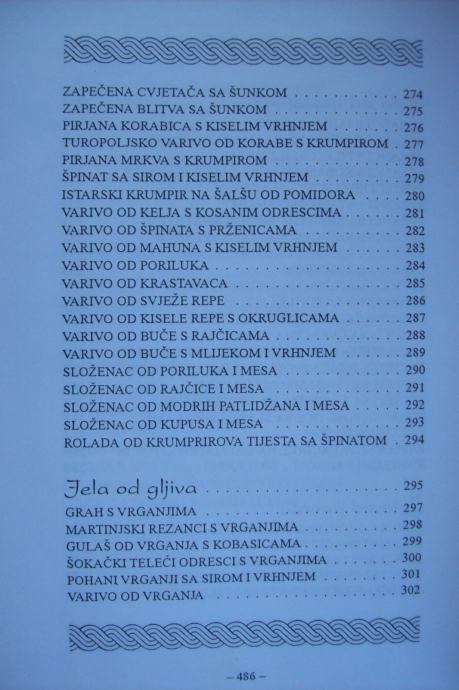 ZAPEČENA CVJETAČA SA ŠUNKOM . . . . . . . . . . . 274
ZAPEČENA BLITVA SA ŠUNKOM . . . . . . . . . . . . . 275
PIRJANA KORABICA S KISELIM VRHNJEM . . . . . . . 276
TUROPOLJSKO VARIVO OD KORABE S KRUMPIROM . 277
PIRJANA MRKVA S KRUMPIROM . . . . . . . . . . . . . 278
ŠPINAT SA SIROM I KISELIM VRHNJEM . . . . . . . . . 279
ISTARSKI KRUMPIR NA ŠALŠU OD POMIDORA . . . . . 280
VARIVO OD KELJA S KOSANIM ODRESCIMA . . . . . . 281
VARIVO OD ŠPINATA S PRŽENICAMA . . . . . . . . . . 282
VARIVO OD MAHUNA S KISELIM VRHNJEM . . . . . . 283
VARIVO OD PORILUKA . . . . . . . . . . . . . . . . . . . 284
VARIVO OD KRASTAVACA . . . . . . . . . . . . . . . . . 285
VARIVO OD SVJEŽE REPE . . . . . . . . . . . . . . . . . 286
VARIVO OD KISELE REPE S OKRUGLICAMA . . . . . . 287
VARIVO OD BUČE S RAJČICAMA . . . . . . . . . . . . . 288
VARIVO OD BUČE S MLIJEKOM I VRHNJEM . . . . . . 289
SLOŽENAC OD PORILUKA I MESA . . . . . . . . . . . . 290
SLOŽENAC OD RAJČICE I MESA . . . . . . . . . . . . . 291
SLOŽENAC OD MODRIH PATLIDŽANA I MESA . . . . . 292
SLOŽENAC OD KUPUSA I MESA . . . . . . . . . . . . . 293
ROLADA OD KRUMPRIROVA TIJESTA SA ŠPINATOM . 294
Jela od gljiva . . . . . . . . . . . . . . . . . . . 295
GRAH S VRGANJIMA . . . . . . . . . . . . . . . . . . . . 297
MARTINJSKI REZANCI S VRGANJIMA . . . . . . . . . . 298
GULAŠ OD VRGANJA S KOBASICAMA . . . . . . . . . . 299
ŠOKAČKI TELEĆI ODRESCI S VRGANJIMA . . . . . . . 300
POHANI VRGANJI SA SIROM I VRHNJEM . . . . . . . . 301
VARIVO OD VRGANJA . . . . . . . . . . . . . . . . . . . 302
– 486 –